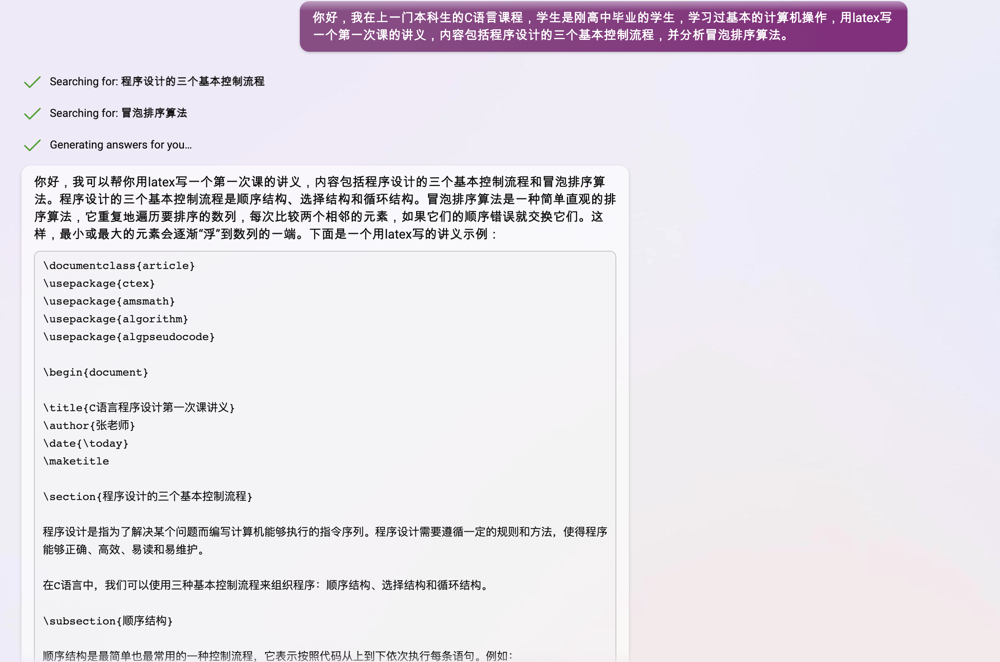 你好，我在上一门本科生的C语言课程，学生是刚高中毕业的学生，学习过基本的计算机操作，用latex写
一个第一次课的讲义，内容包括程序设计的三个基本控制流程，并分析冒泡排序算法。
Searching for: 程序设计的三个基本控制流程
Searching for: 冒泡排序算法
Generating answers for you…
你好，我可以帮你用latex写一个第一次课的讲义，内容包括程序设计的三个基本控制流程和冒泡排序算
法。程序设计的三个基本控制流程是顺序结构、选择结构和循环结构。冒泡排序算法是一种简单直观的排
序算法，它重复地遍历要排序的数列，每次比较两个相邻的元素，如果它们的顺序错误就交换它们。这
样，最小或最大的元素会逐渐“浮”到数列的一端。下面是一个用latex写的讲义示例：
\documentclass{article}
\usepackage{ctex}
\usepackage{amsmath}
\usepackage{algorithm}
\usepackage{algpseudocode}
\begin{document}
\title{C语言程序设计第一次课讲义}
\author{张老师}
\date{\today}
\maketitle
\section{程序设计的三个基本控制流程}
程序设计是指为了解决某个问题而编写计算机能够执行的指令序列。程序设计需要遵循一定的规则和方法，使得程序
能够正确、高效、易读和易维护。
在C语言中，我们可以使用三种基本控制流程来组织程序：顺序结构、选择结构和循环结构。
\subsection{顺序结构}
顺序结构是最简单也最常用的一种控制流程，它表示按照代码从上到下依次执行每条语句。例如：